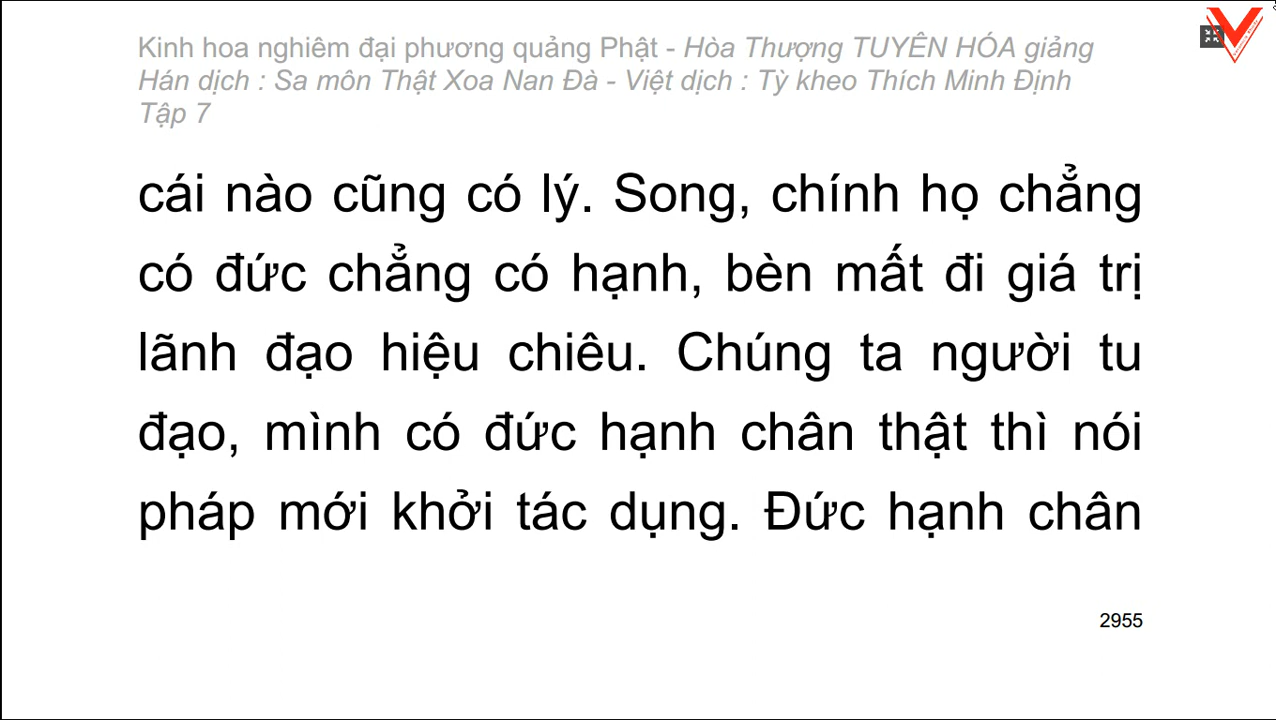 Kinh hoa nghiêm đại phương quảng Phật - Hòa Thượng TUYÊN HÓA giảng
Hán dịch : Sa môn Thật Xoa Nan Đà - Việt dịch : Tỳ kheo Thích Minh Định
Tập 7
cái nào cũng có lý. Song, chính họ chẳng
có đức chẳng có hạnh, bèn mất đi giá trị
lãnh đạo hiệu chiêu. Chúng ta người tu
đạo, mình có đức hạnh chân thật thì nói
pháp mới khởi tác dụng. Đức hạnh chân
2955